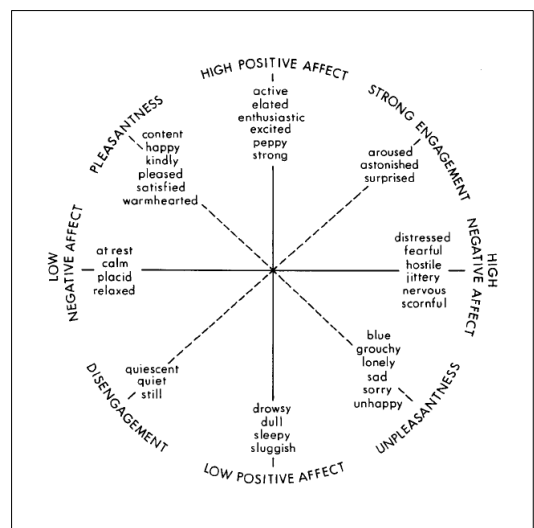 HIGH POSITIVE AFFECT
active
elated
enthusiastic
excited
peppy
strong
STRONG ENGAGEMENT
aroused
astonished
surprised
PLEASANTNESS
content
happy
kindly
pleased
satisfied
warmhearted
LOW
NEGATIVE AFFECT
at rest
calm
placid
relaxed
HIGH
NEGATIVE AFFECT
distressed
fearful
hostile
jittery
nervous
scornful
DISENGAGEMENT
quiescent
quiet
still
UNPLEASANTNESS
blue
grouchy
lonely
sad
sorry
unhappy
drowsy
dull
sleepy
sluggish
LOW POSITIVE AFFECT